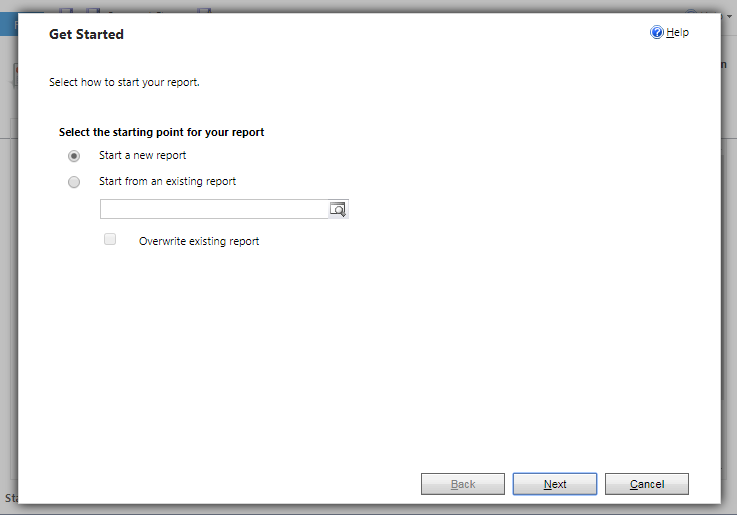 Get Started
Help
Select how to start your report.
Select the starting point for your report
Start a new report
Start from an existing report
Overwrite existing report
Back
Next
Cancel